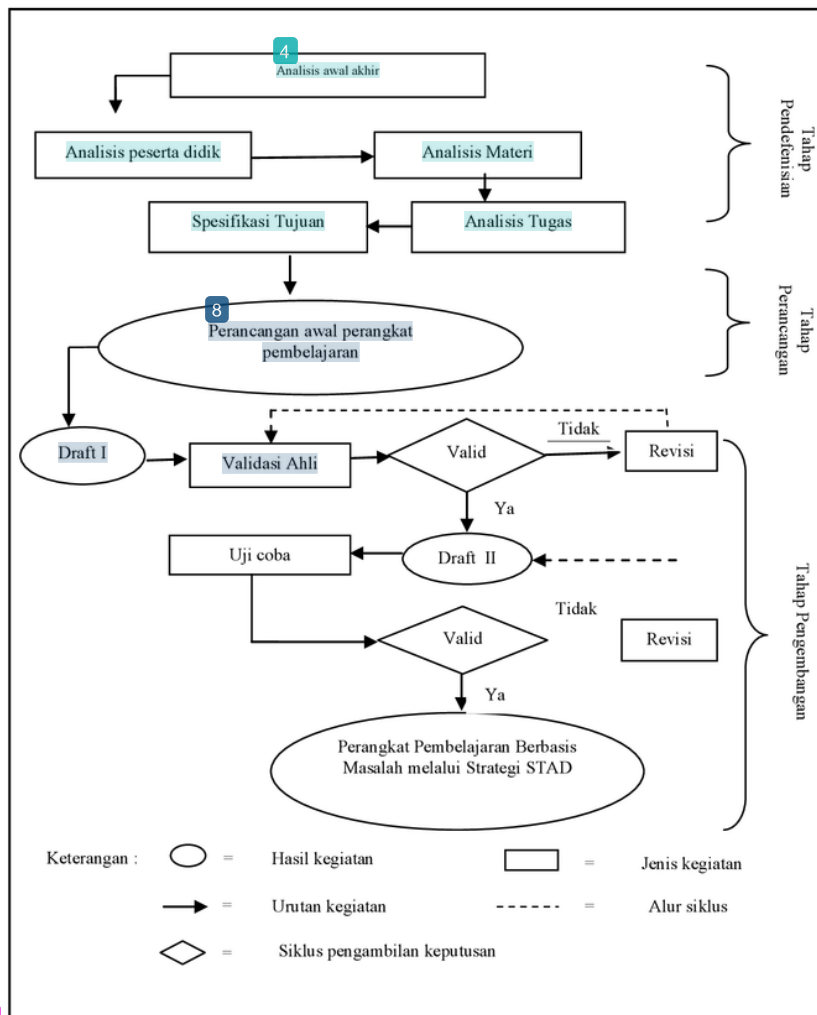 4
Analisis awal akhir
Analisis peserta didik
Analisis Materi
Spesifikasi Tujuan
Analisis Tugas
Tahap
Pendefenisian
8
Perancangan awal perangkat
pembelajaran
Tahap
Perancangan
Draft I
Validasi Ahli
Valid
Tidak
Revisi
Ya
Uji coba
Draft II
Valid
Tidak
Revisi
Ya
Tahap Pengembangan
Perangkat Pembelajaran Berbasis
Masalah melalui Strategi STAD
Keterangan :
= Hasil kegiatan
= Jenis kegiatan
= Urutan kegiatan
= Alur siklus
= Siklus pengambilan keputusan